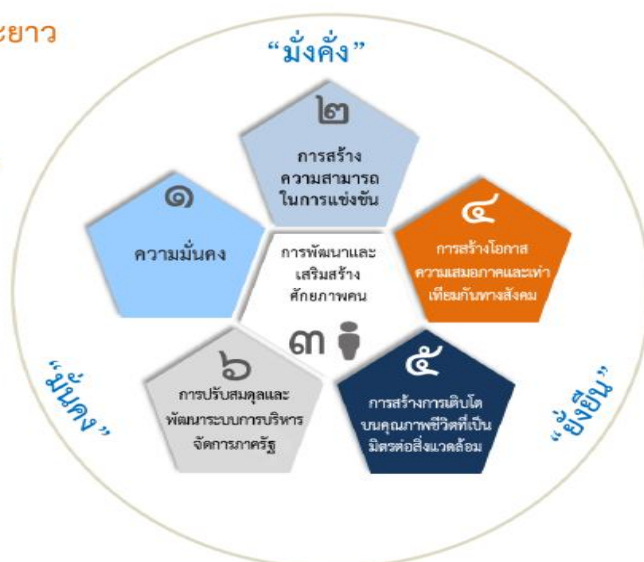 ะยาว
“มั่งคั่ง”
๒
การสร้าง
ความสามารถ
ในการแข่งขัน
๑
ความมั่นคง
๔
การสร้างโอกาส
ความเสมอภาคและเท่า
เทียมกันทางสังคม
การพัฒนาและ
เสริมสร้าง
ศักยภาพคน
๓
๖
การปรับสมดุลและ
พัฒนาระบบการบริหาร
จัดการภาครัฐ
๕
การสร้างการเติบโต
บนคุณภาพชีวิตที่เป็น
มิตรต่อสิ่งแวดล้อม
“มั่นคง”
“ยั่งยืน”